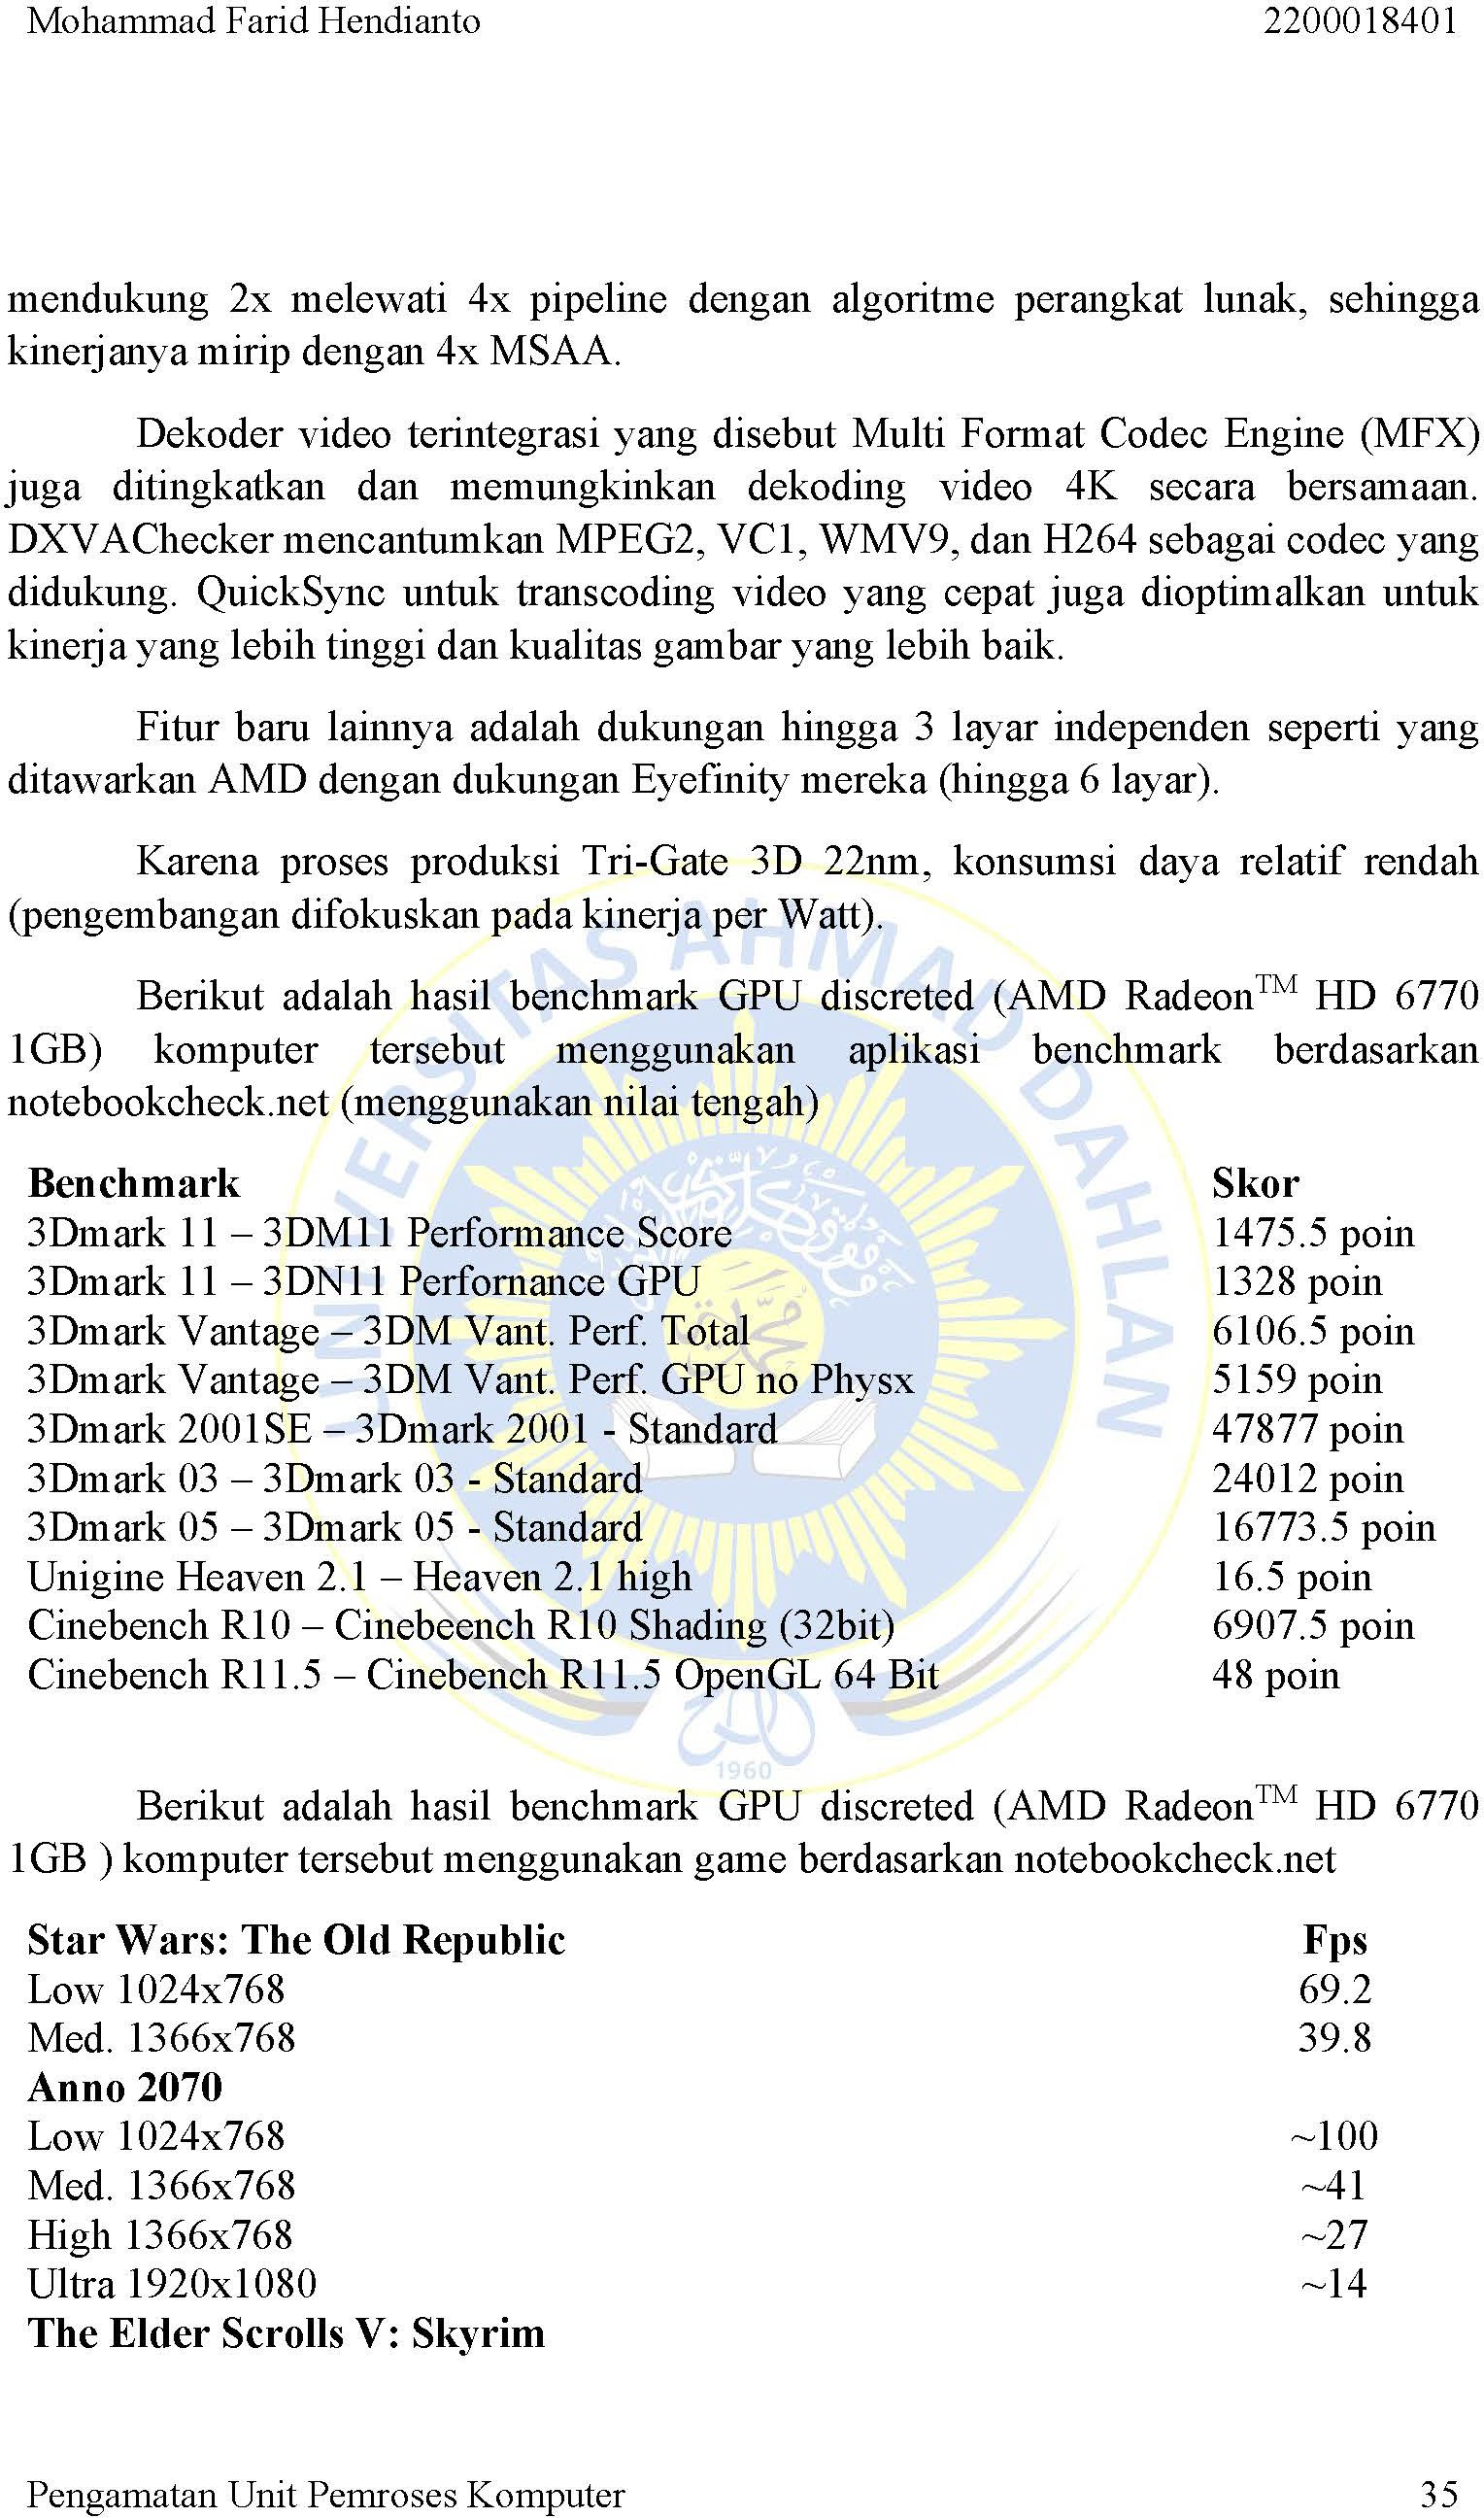 Mohammad Farid Hendianto 2200018401
mendukung 2x melewati 4x pipeline dengan algoritme perangkat lunak, sehingga
kinerjanya mirip dengan 4x MSAA.
Dekoder video terintegrasi yang disebut Multi Format Codec Engine (MFX)
juga ditingkatkan dan memungkinkan dekoding video 4K secara bersamaan.
DXVAChecker mencantumkan MPEG2, VC1, WMV9, dan H264 sebagai codec yang
didukung. QuickSync untuk transcoding video yang cepat juga dioptimalkan untuk
kinerja yang lebih tinggi dan kualitas gambar yang lebih baik.
Fitur baru lainnya adalah dukungan hingga 3 layar independen seperti yang
ditawarkan AMD dengan dukungan Eyefinity mereka (hingga 6 layar).
Karena proses produksi Tri-Gate 3D 22nm, konsumsi daya relatif rendah
(pengembangan difokuskan pada kinerja per Watt).
Berikut adalah hasil benchmark GPU discreted (AMD Radeon™ HD 6770
1GB) komputer tersebut menggunakan aplikasi benchmark berdasarkan
notebookcheck.net (menggunakan nilai tengah)
Benchmark Skor
3Dmark 11 – 3DM11 Performance Score 1475.5 poin
3Dmark 11 – 3DN11 Perfornance GPU 1328 poin
3Dmark Vantage – 3DM Vant. Perf. Total 6106.5 poin
3Dmark Vantage – 3DM Vant. Perf. GPU no Physx 5159 poin
3Dmark 2001SE – 3Dmark 2001 - Standard 47877 poin
3Dmark 03 – 3Dmark 03 - Standard 24012 poin
3Dmark 05 – 3Dmark 05 - Standard 16773.5 poin
Unigine Heaven 2.1 – Heaven 2.1 high 16.5 poin
Cinebench R10 – Cinebeench R10 Shading (32bit) 6907.5 poin
Cinebench R11.5 – Cinebench R11.5 OpenGL 64 Bit 48 poin
UNIVERSITAS AHMAD DAHLAN
1960
Berikut adalah hasil benchmark GPU discreted (AMD Radeon™ HD 6770
1GB ) komputer tersebut menggunakan game berdasarkan notebookcheck.net
Star Wars: The Old Republic Fps
Low 1024x768 69.2
Med. 1366x768 39.8
Anno 2070
Low 1024x768 ~100
Med. 1366x768 ~41
High 1366x768 ~27
Ultra 1920x1080 ~14
The Elder Scrolls V: Skyrim
Pengamatan Unit Pemroses Komputer 35